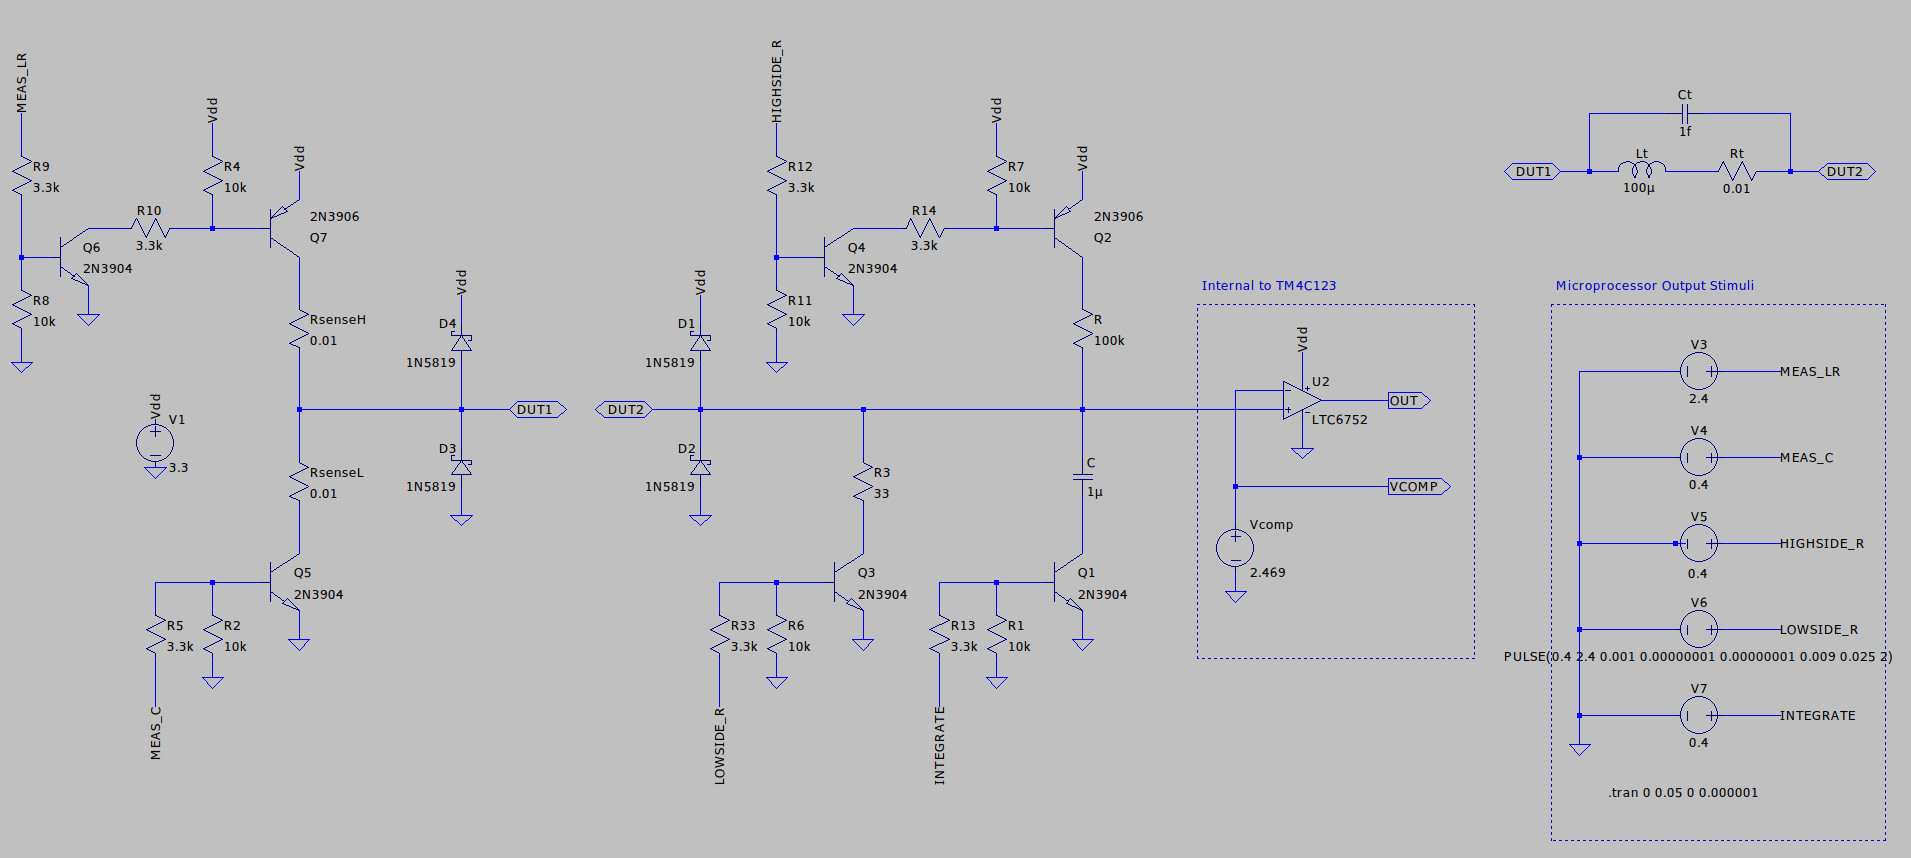 MEAS_LR
R9
3.3k
R8
10k
Q6
2N3904
R10
3.3k
Vdd
R4
10k
Vdd
2N3906
Q7
RsenseH
0.01
RsenseL
0.01
Vdd
V1
3.3
Vdd
D4
1N5819
D3
1N5819
DUT1
Q5
2N3904
R5
3.3k
R2
10k
MEAS_C
HIGHSIDE_R
R12
3.3k
R11
10k
Q4
2N3904
R14
3.3k
Vdd
R7
10k
Vdd
2N3906
Q2
R
100k
Vdd
D1
1N5819
D2
1N5819
DUT2
R3
33
C
1µ
Q3
2N3904
R33
3.3k
R6
10k
LOWSIDE_R
Q1
2N3904
R13
3.3k
R1
10k
INTEGRATE
Internal to TM4C123
Vdd
U2
LTC6752
OUT
VCOMP
Vcomp
2.469
Ct
1f
DUT1
Lt
100µ
Rt
0.01
DUT2
Microprocessor Output Stimuli
V3
MEAS_LR
2.4
V4
MEAS_C
0.4
V5
HIGHSIDE_R
0.4
V6
LOWSIDE_R
PULSE(0.4 2.4 0.001 0.00000001 0.00000001 0.009 0.025 2)
V7
INTEGRATE
0.4
.tran 0 0.05 0 0.000001